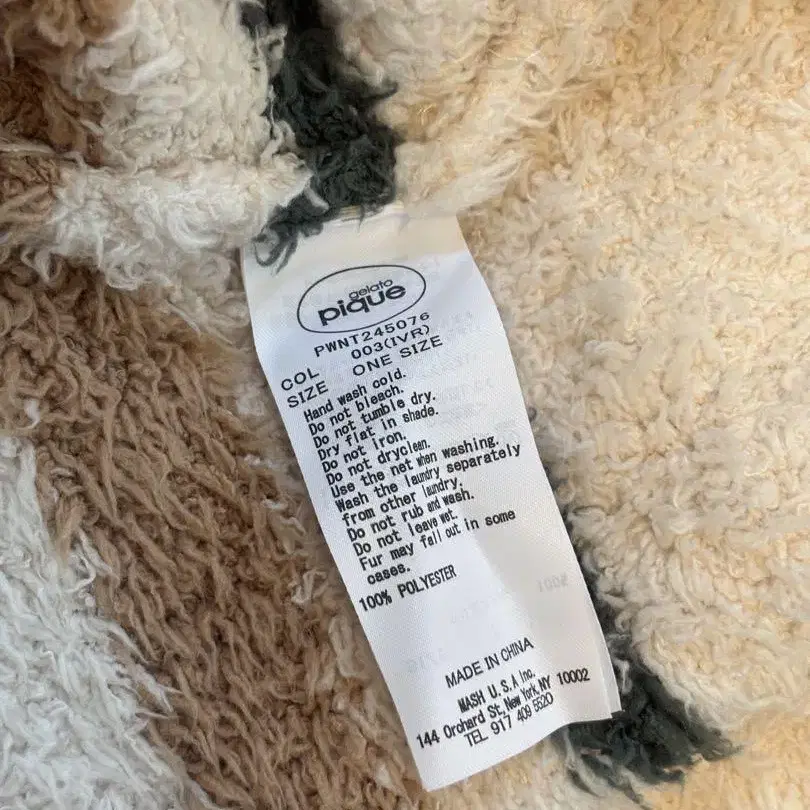 gelato
pique
PWNT245076
COL 003(IVR)
SIZE ONE SIZE
Hand wash cold.
Do not bleach.
Do not tumble dry.
Dry flat in shade.
Do not iron.
Do not dryclean.
Use the net when washing.
Wash the laundry separately
from other laundry.
Do not rub and wash.
Do not leave wet.
Fur may fall out in some
cases.
100% POLYESTER
MADE IN CHINA
MASH U.S.A Inc.
144 Orchard St, New York, NY 10002
TEL 917 409 5520